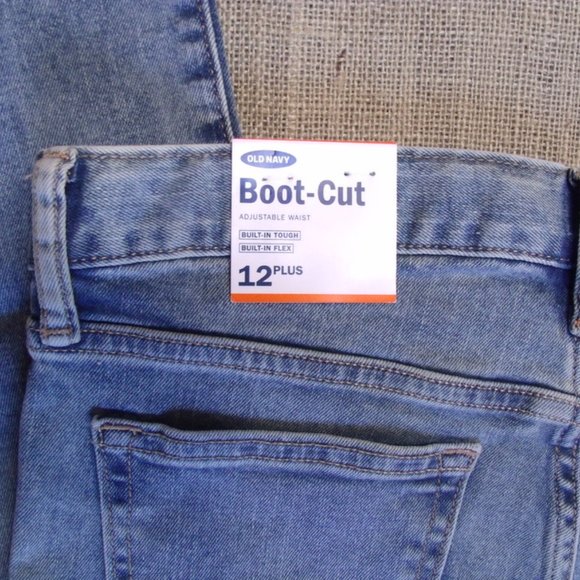 OLD NAVY
Boot-Cut
ADJUSTABLE WAIST
BUILT-IN TOUGH
BUILT-IN FLEX
12 PLUS